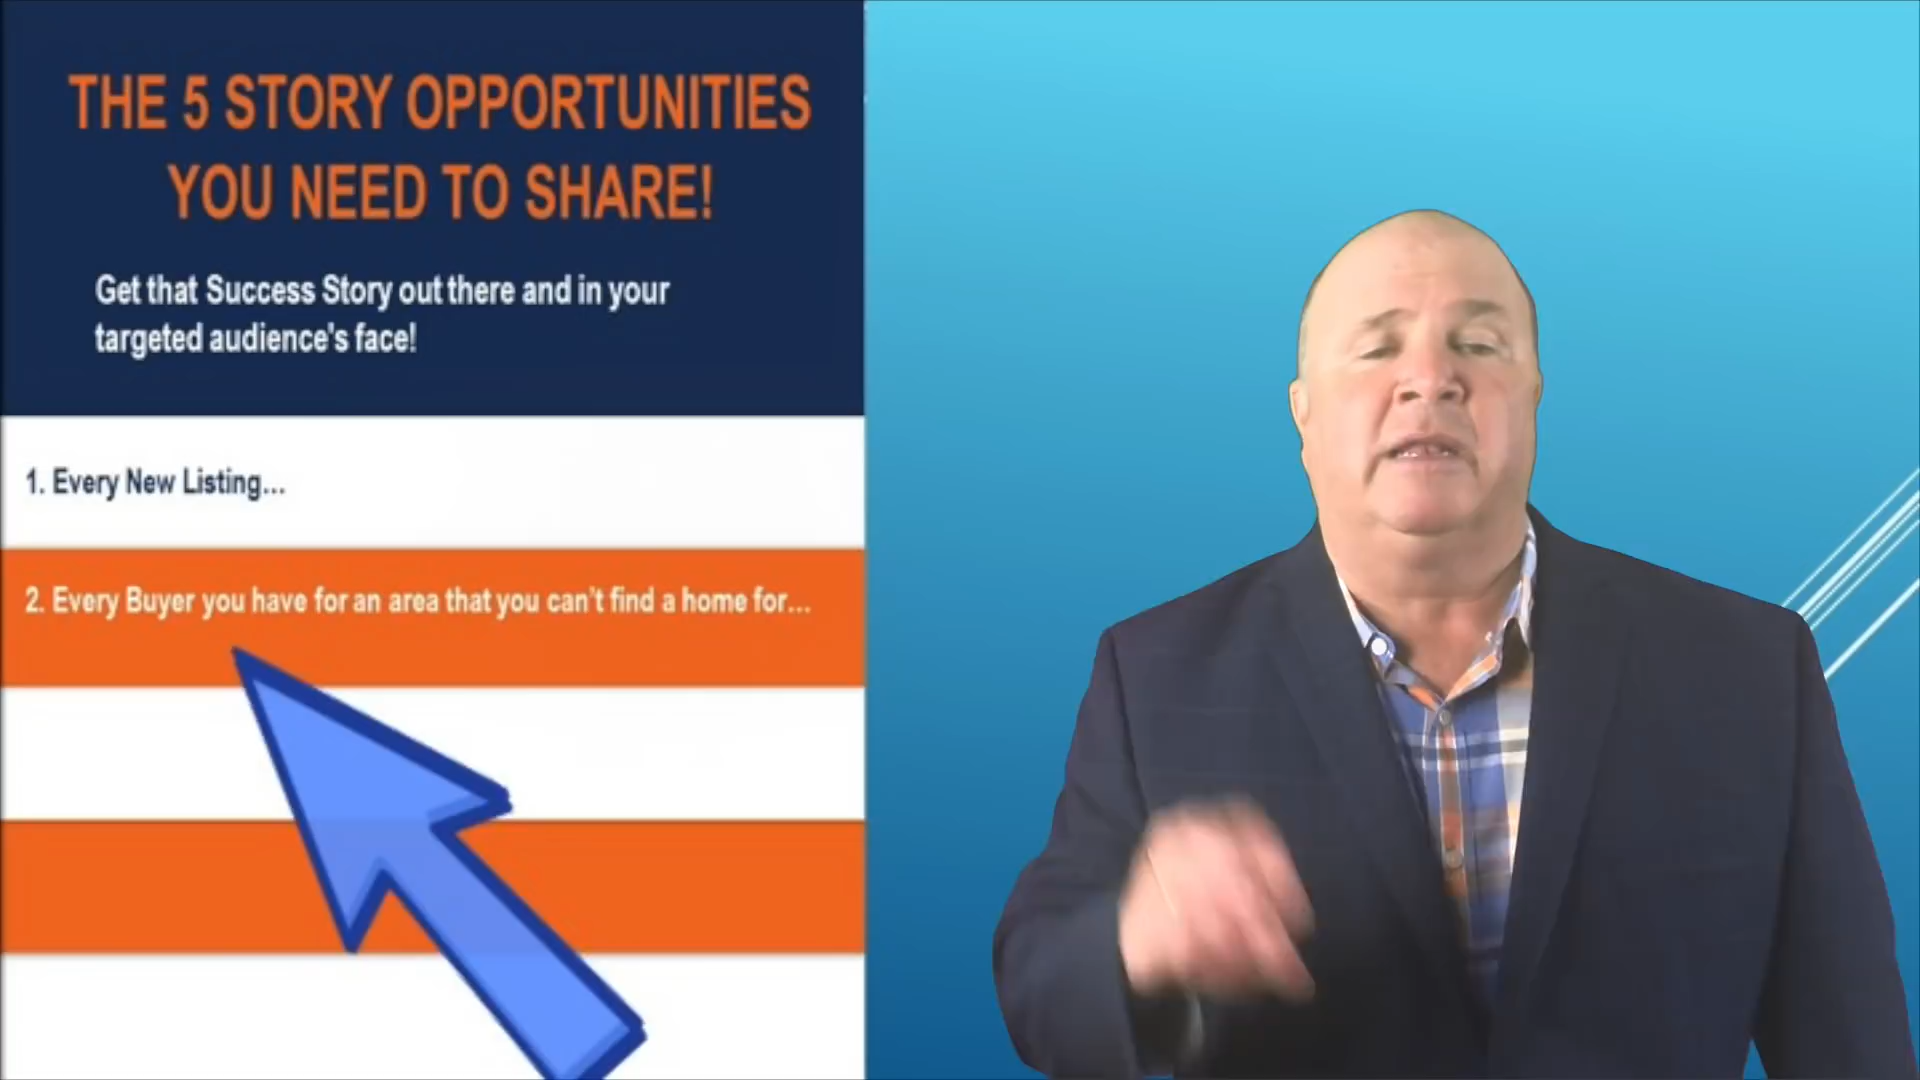 THE 5 STORY OPPORTUNITIES
YOU NEED TO SHARE!
Get that Success Story out there and in your
targeted audience's face!
1. Every New Listing...
2. Every Buyer you have for an area that you can't find a home for...